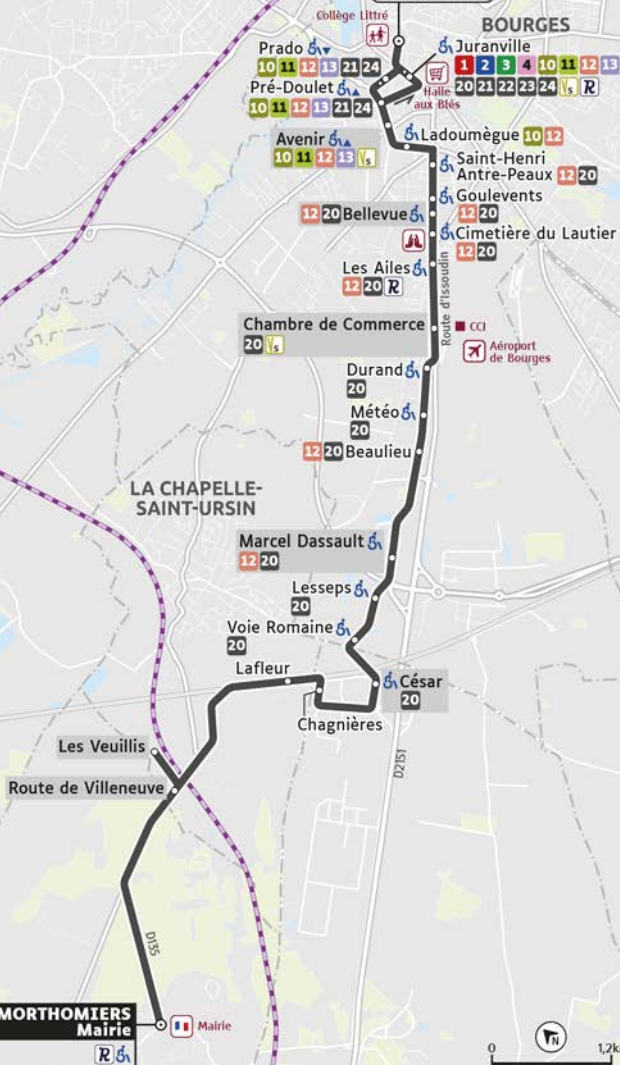 Collège Littré
BOURGES
Prado
10 11 12 13 21 24
Juranville
1 2 3 4 10 11 12 13
20 21 22 23 24 Vs R
Pré-Doulet
10 11 12 13 21 24
Halle
aux Blés
Avenir
10 11 12 13 Vs
Ladoumègue 10 12
Saint-Henri
Antre-Peaux 12 20
Goulevents
12 20
12 20 Bellevue
Cimetière du Lautier
12 20
Les Ailes
12 20 R
Route d'Issoudin
Chambre de Commerce
20 Vs
CCI
Aéroport
de Bourges
Durand
20
Météo
20
12 20 Beaulieu
LA CHAPELLE-
SAINT-URSIN
Marcel Dassault
12 20
Lesseps
20
Voie Romaine
20
Lafleur
César
20
Chagnières
Les Veuillis
D2151
Route de Villeneuve
D135
MORTHOMIERS
Mairie
Mairie
R
N
0 1,2k